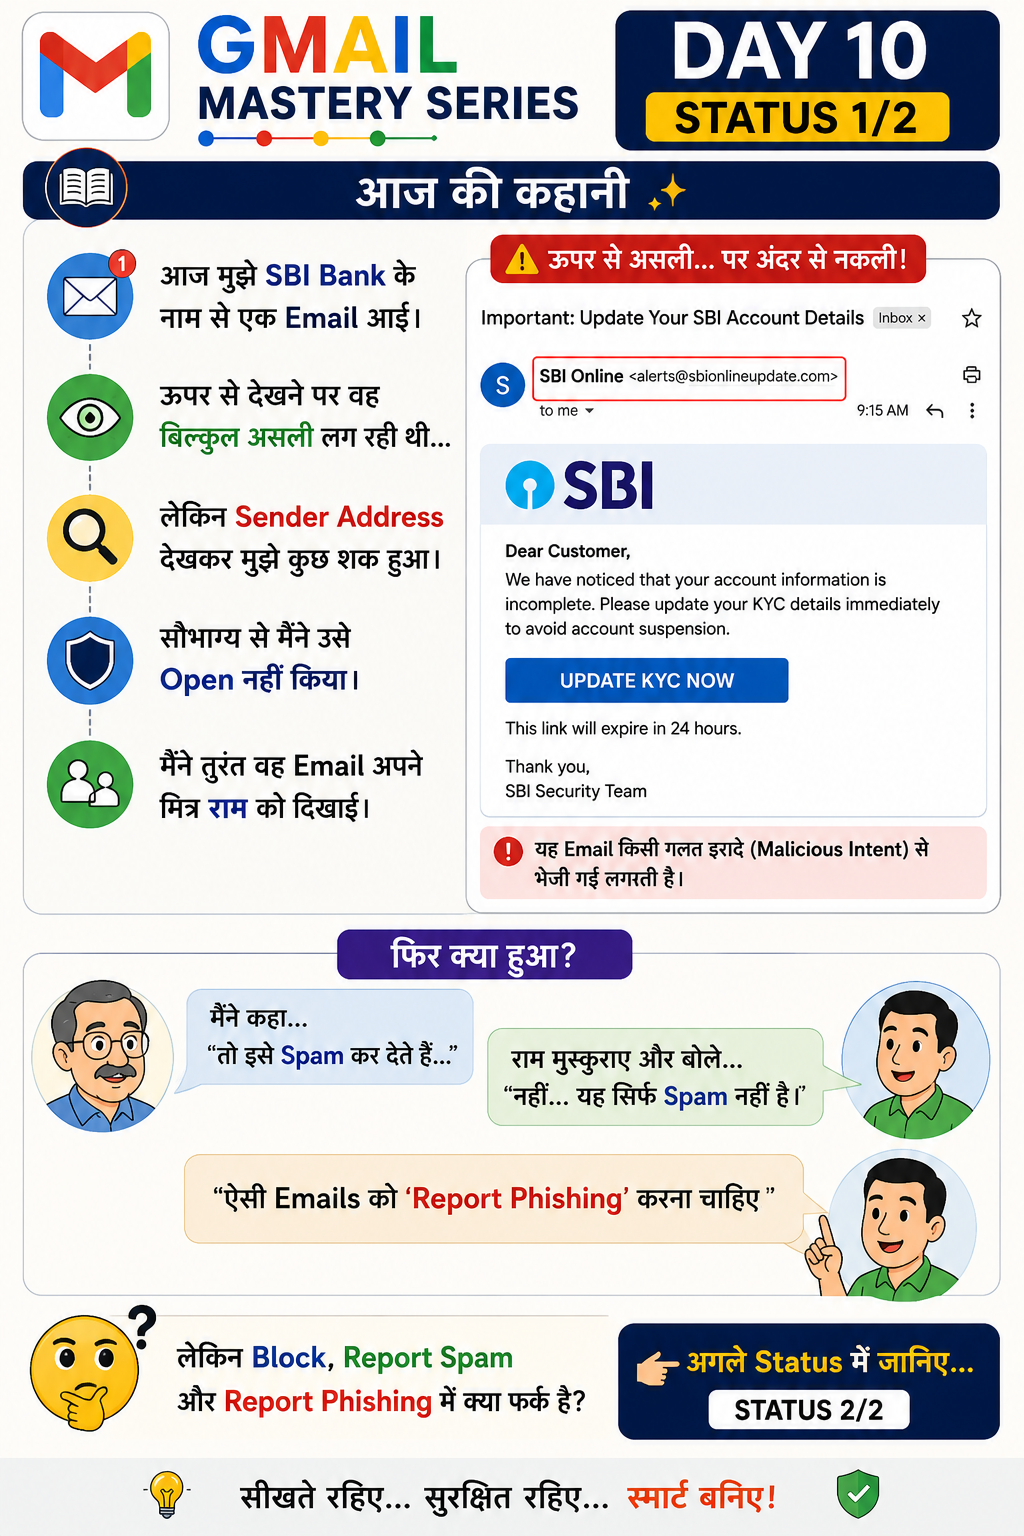 GMAIL
MASTERY SERIES
DAY 10
STATUS 1/2
आज की कहानी
आज मुझे SBI Bank के
नाम से एक Email आई।
ऊपर से देखने पर वह
बिल्कुल असली लग रही थी...
लेकिन Sender Address
देखकर मुझे कुछ शक हुआ।
सौभाग्य से मैंने उसे
Open नहीं किया।
मैंने तुरंत वह Email अपने
मित्र राम को दिखाई।
ऊपर से असली... पर अंदर से नकली!
Important: Update Your SBI Account Details Inbox ×
S
SBI Online <alerts@sbionlineupdate.com>
to me
9:15 AM
SBI
Dear Customer,
We have noticed that your account information is
incomplete. Please update your KYC details immediately
to avoid account suspension.
UPDATE KYC NOW
This link will expire in 24 hours.
Thank you,
SBI Security Team
यह Email किसी गलत इरादे (Malicious Intent) से
भेजी गई लगरती है।
फिर क्या हुआ?
मैंने कहा...
“तो इसे Spam कर देते हैं...”
राम मुस्कुराए और बोले...
“नहीं... यह सिर्फ Spam नहीं है।”
“ऐसी Emails को ‘Report Phishing’ करना चाहिए ”
?
लेकिन Block, Report Spam
और Report Phishing में क्या फर्क है?
अगले Status में जानिए...
STATUS 2/2
सीखते रहिए... सुरक्षित रहिए... स्मार्ट बनिए!